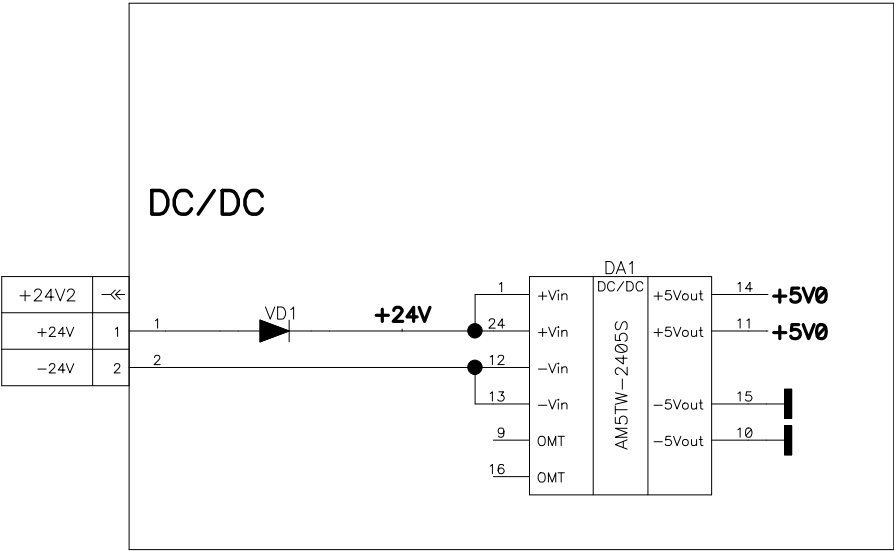 DC/DC
+24V2
+24V 1
-24V 2
1
2
VD1
+24V
DA1
DC/DC
AM5TW-2405S
1 +Vin
24 +Vin
12 -Vin
13 -Vin
9 OMT
16 OMT
+5Vout 14 +5V0
+5Vout 11 +5V0
-5Vout 15
-5Vout 10